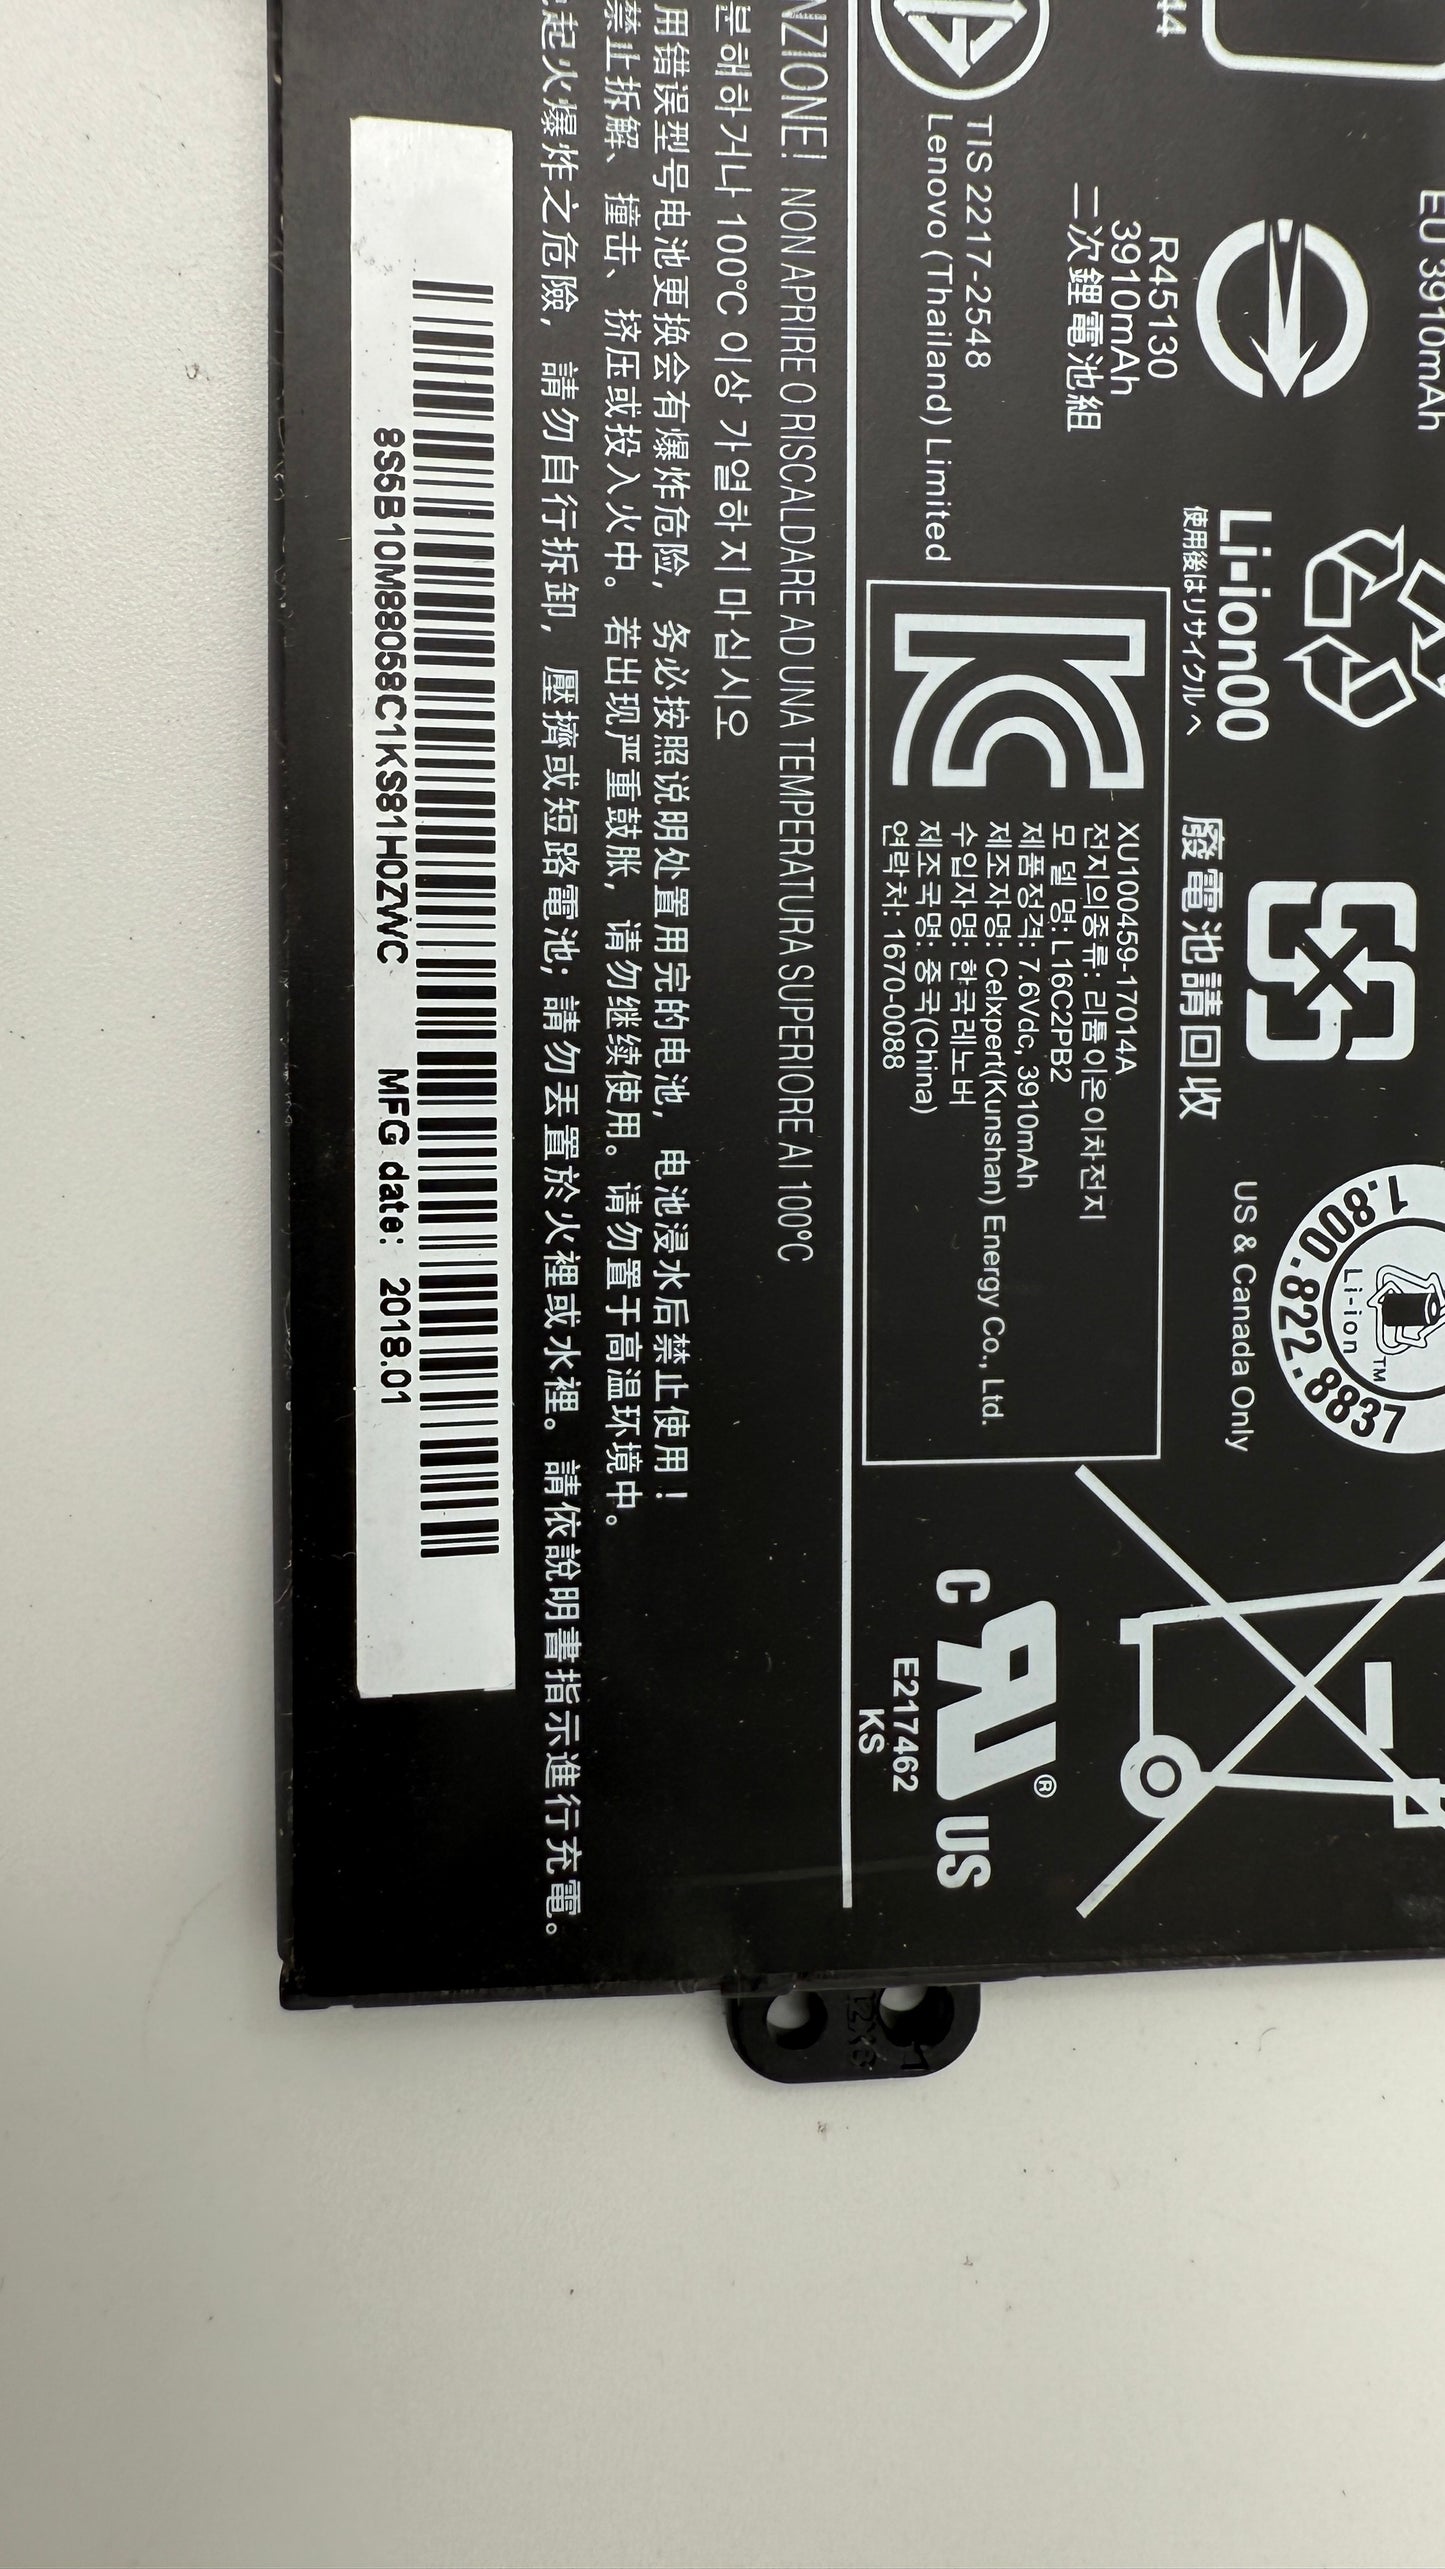 44
EU 3910mAh
R45130
3910mAh
二次鋰電池組
TIS 2217-2548
Lenovo (Thailand) Limited
Li-ion00
使用後はリサイクルへ
廢電池請回收
1.800.822.8837
Li-ion
TM
US & Canada Only
XU100459-17014A
전지의종류: 리튬이온이차전지
모델명: L16C2PB2
제품정격: 7.6Vdc, 3910mAh
제조자명: Celxpert(Kunshan) Energy Co., Ltd.
수입자명: 한국레노버
제조국명: 중국(China)
연락처: 1670-0088
C
US
®
E217462
KS
NZIONE! NON APRIRE O RISCALDARE AD UNA TEMPERATURA SUPERIORE AI 100°C
분해하거나 100℃ 이상 가열하지 마십시오
用错误型号电池更换会有爆炸危险，务必按照说明处置用完的电池，电池浸水后禁止使用！
禁止拆解、撞击、挤压或投入火中。若出现严重鼓胀，请勿继续使用。请勿置于高温环境中。
起火爆炸之危險，請勿自行拆卸，壓擠或短路電池；請勿丟置於火裡或水裡。請依說明書指示進行充電。
8S5B10M88058C1KS81H0ZWC MFG date: 2018.01